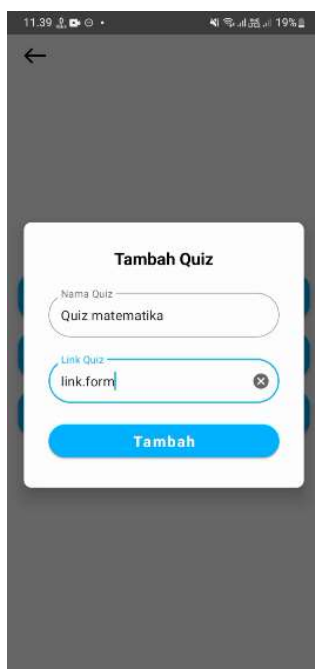 11.39
19%
Tambah Quiz
Nama Quiz
Quiz matematika
Link Quiz
link.form
Tambah